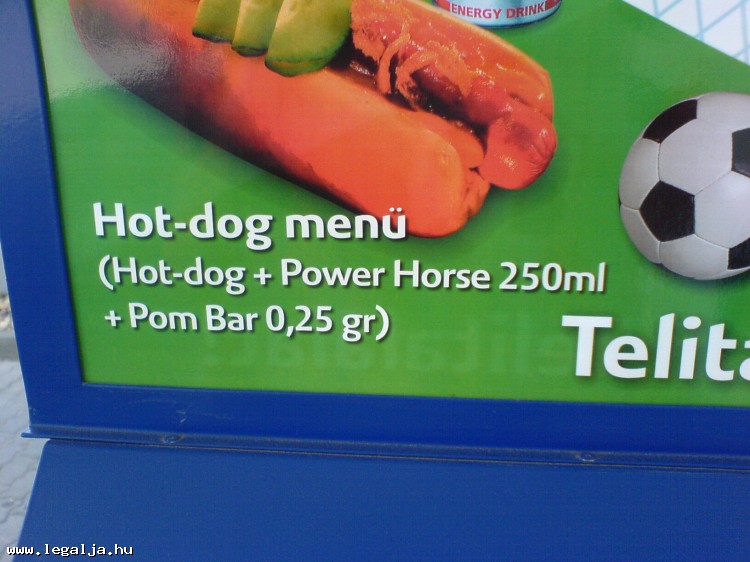 ENERGY DRINK
Hot-dog menü
(Hot-dog + Power Horse 250ml
+ Pom Bar 0,25 gr)
Telita
www.legalja.hu